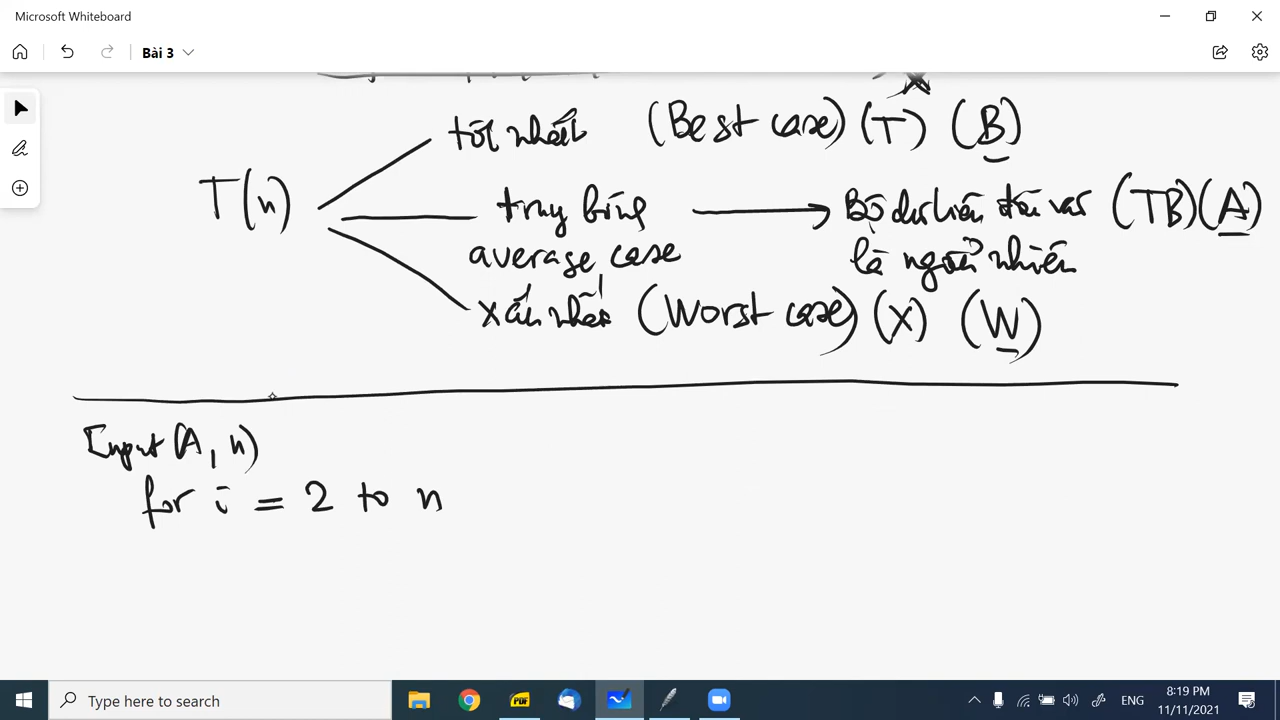 Microsoft Whiteboard
Bài 3
tốt nhất (Best case) (T) (B)
T(n)
trung bình → Bộ dữ liệu đầu vào (TB) (A)
average case là ngẫu nhiên
xấu nhất (Worst case) (X) (W)
Input (A, n)
for i = 2 to n
Type here to search
PDF
ENG
8:19 PM
11/11/2021